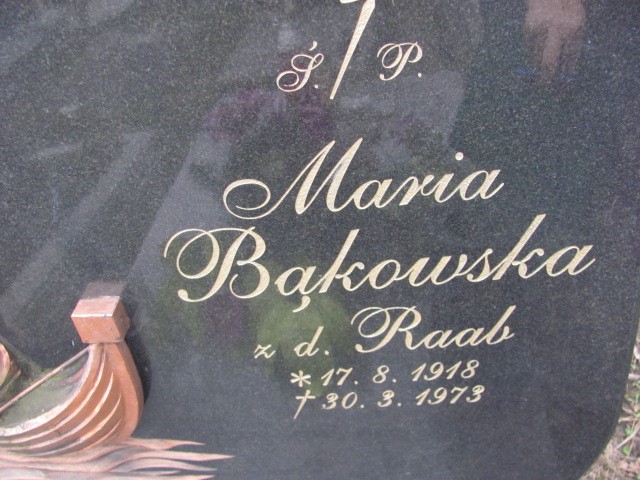 Ś. P.
Maria
Bąkowska
z d. Raab
* 17. 8. 1918
† 30. 3. 1973